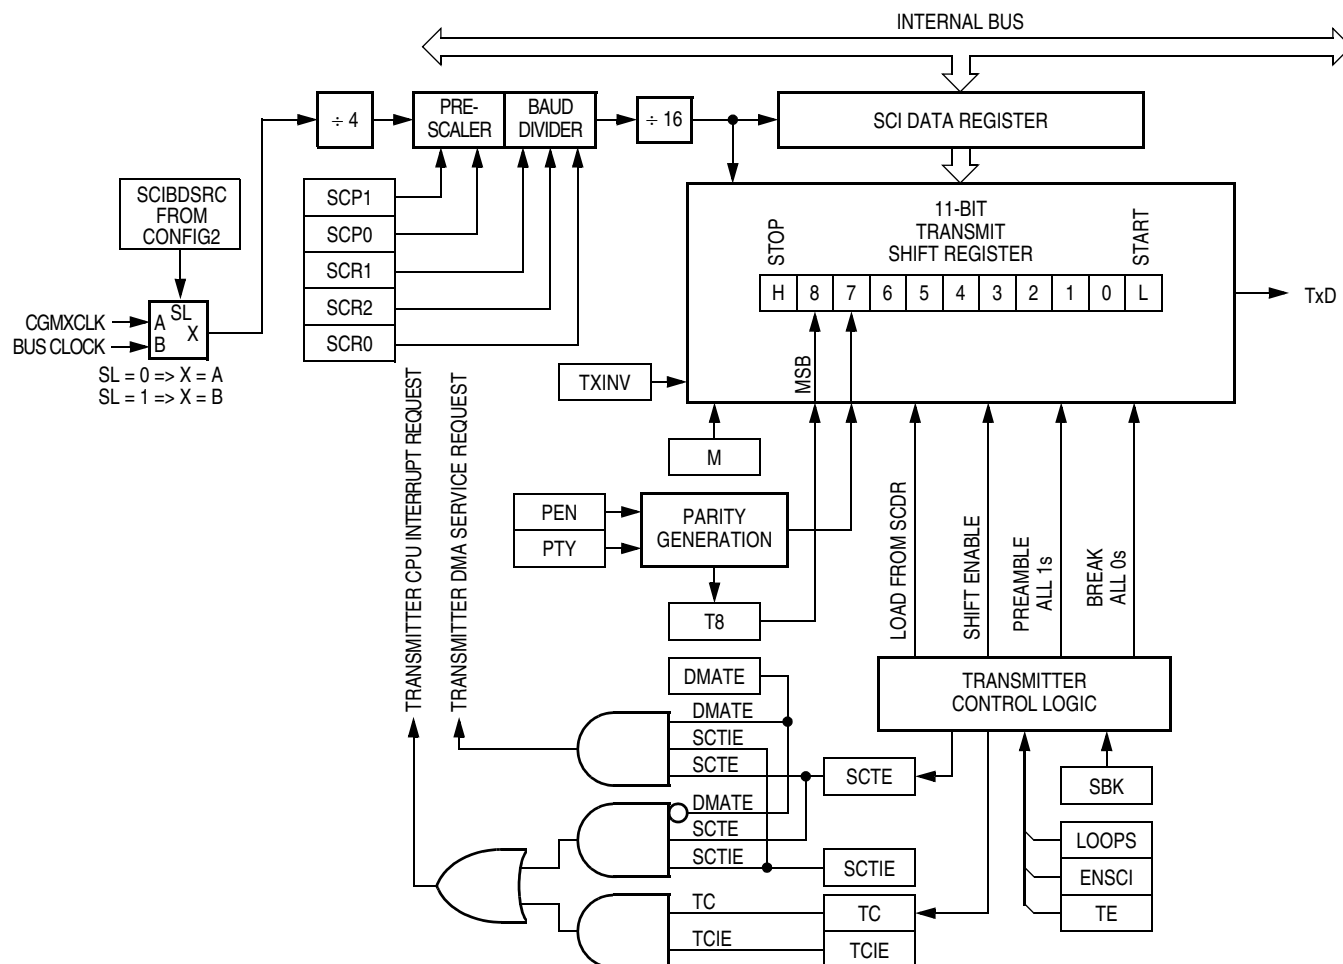 INTERNAL BUS
÷ 4
PRE-
SCALER
BAUD
DIVIDER
÷ 16
SCI DATA REGISTER
SCIBDSRC
FROM
CONFIG2
SCP1
SCP0
SCR1
SCR2
SCR0
CGMXCLK
BUS CLOCK
A
B
SL
X
SL = 0 => X = A
SL = 1 => X = B
11-BIT
TRANSMIT
SHIFT REGISTER
STOP
START
H 8 7 6 5 4 3 2 1 0 L
TxD
MSB
TXINV
M
PEN
PTY
PARITY
GENERATION
T8
TRANSMITTER CPU INTERRUPT REQUEST
TRANSMITTER DMA SERVICE REQUEST
LOAD FROM SCDR
SHIFT ENABLE
PREAMBLE
ALL 1s
BREAK
ALL 0s
TRANSMITTER
CONTROL LOGIC
DMATE
DMATE
SCTIE
SCTE
SCTE
DMATE
SCTE
SCTIE
SCTIE
TC
TC
TCIE
TCIE
SBK
LOOPS
ENSCI
TE